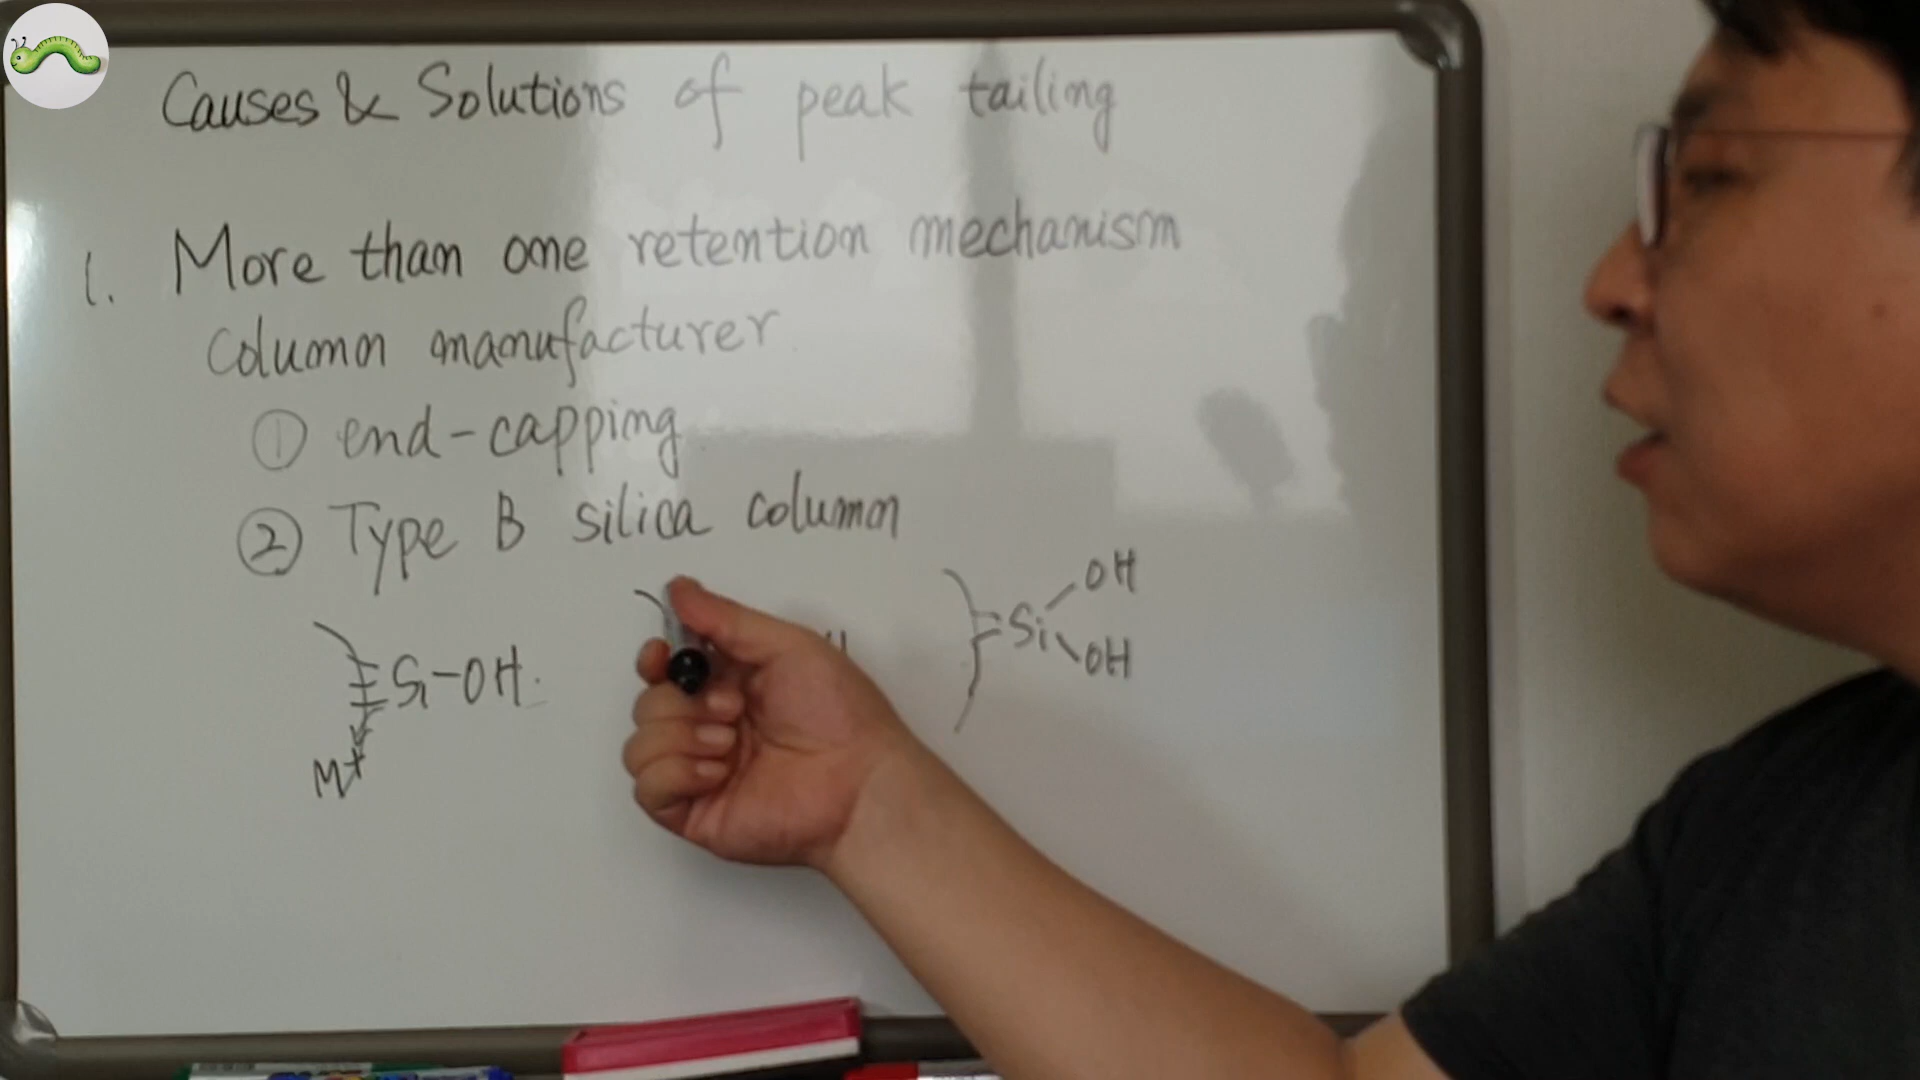 Causes & Solutions of peak tailing
1. More than one retention mechanism
Column manufacturer
① end-capping
② Type B silica column
Si-OH
M+
Si
OH
OH